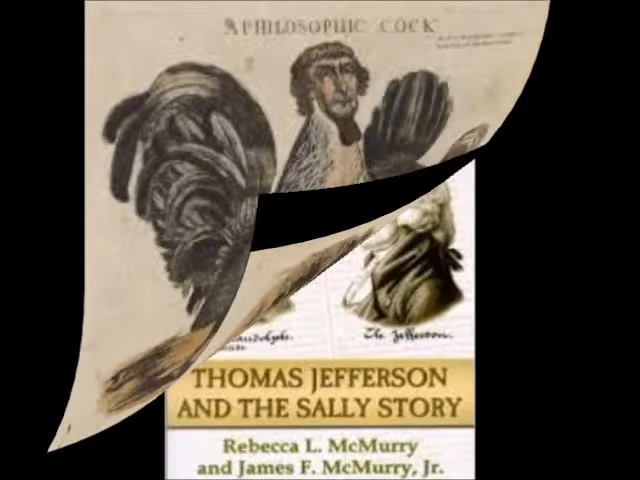 A PHILOSOPHIC COCK
Th. Jefferson.
THOMAS JEFFERSON
AND THE SALLY STORY
Rebecca L. McMurry
and James F. McMurry, Jr.